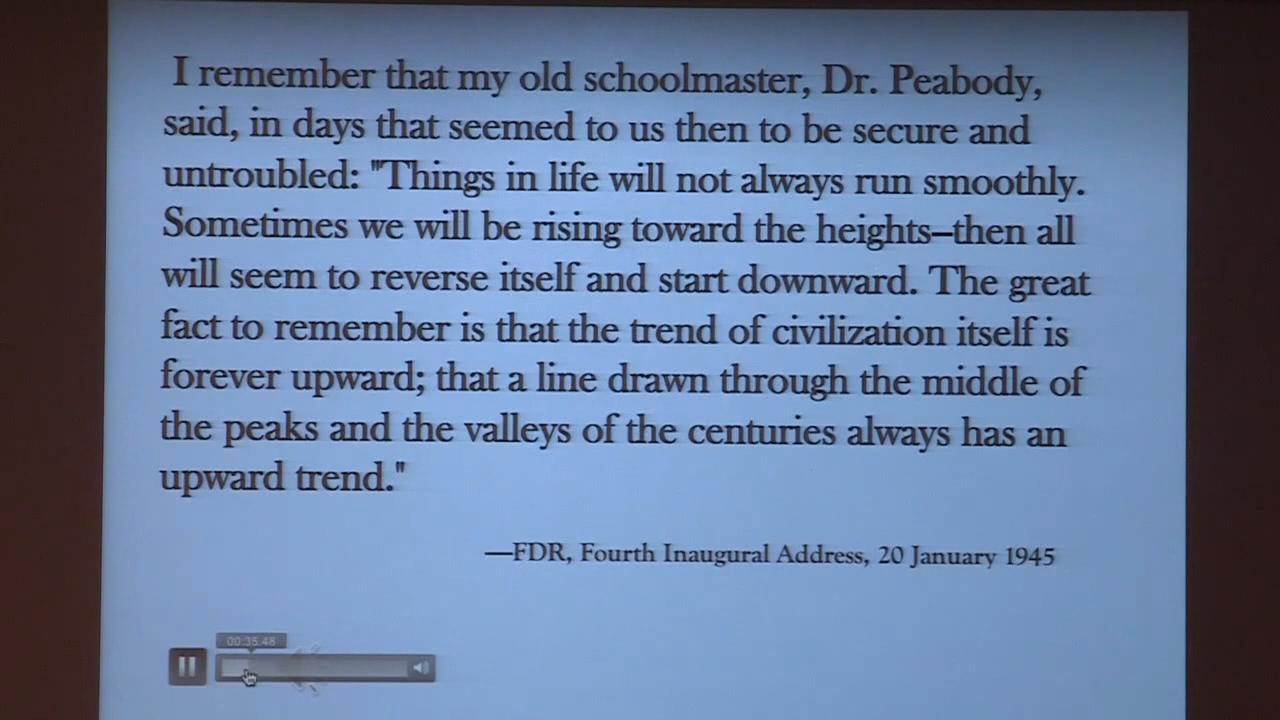 I remember that my old schoolmaster, Dr. Peabody,
said, in days that seemed to us then to be secure and
untroubled: "Things in life will not always run smoothly.
Sometimes we will be rising toward the heights—then all
will seem to reverse itself and start downward. The great
fact to remember is that the trend of civilization itself is
forever upward; that a line drawn through the middle of
the peaks and the valleys of the centuries always has an
upward trend."
—FDR, Fourth Inaugural Address, 20 January 1945
00:35.48